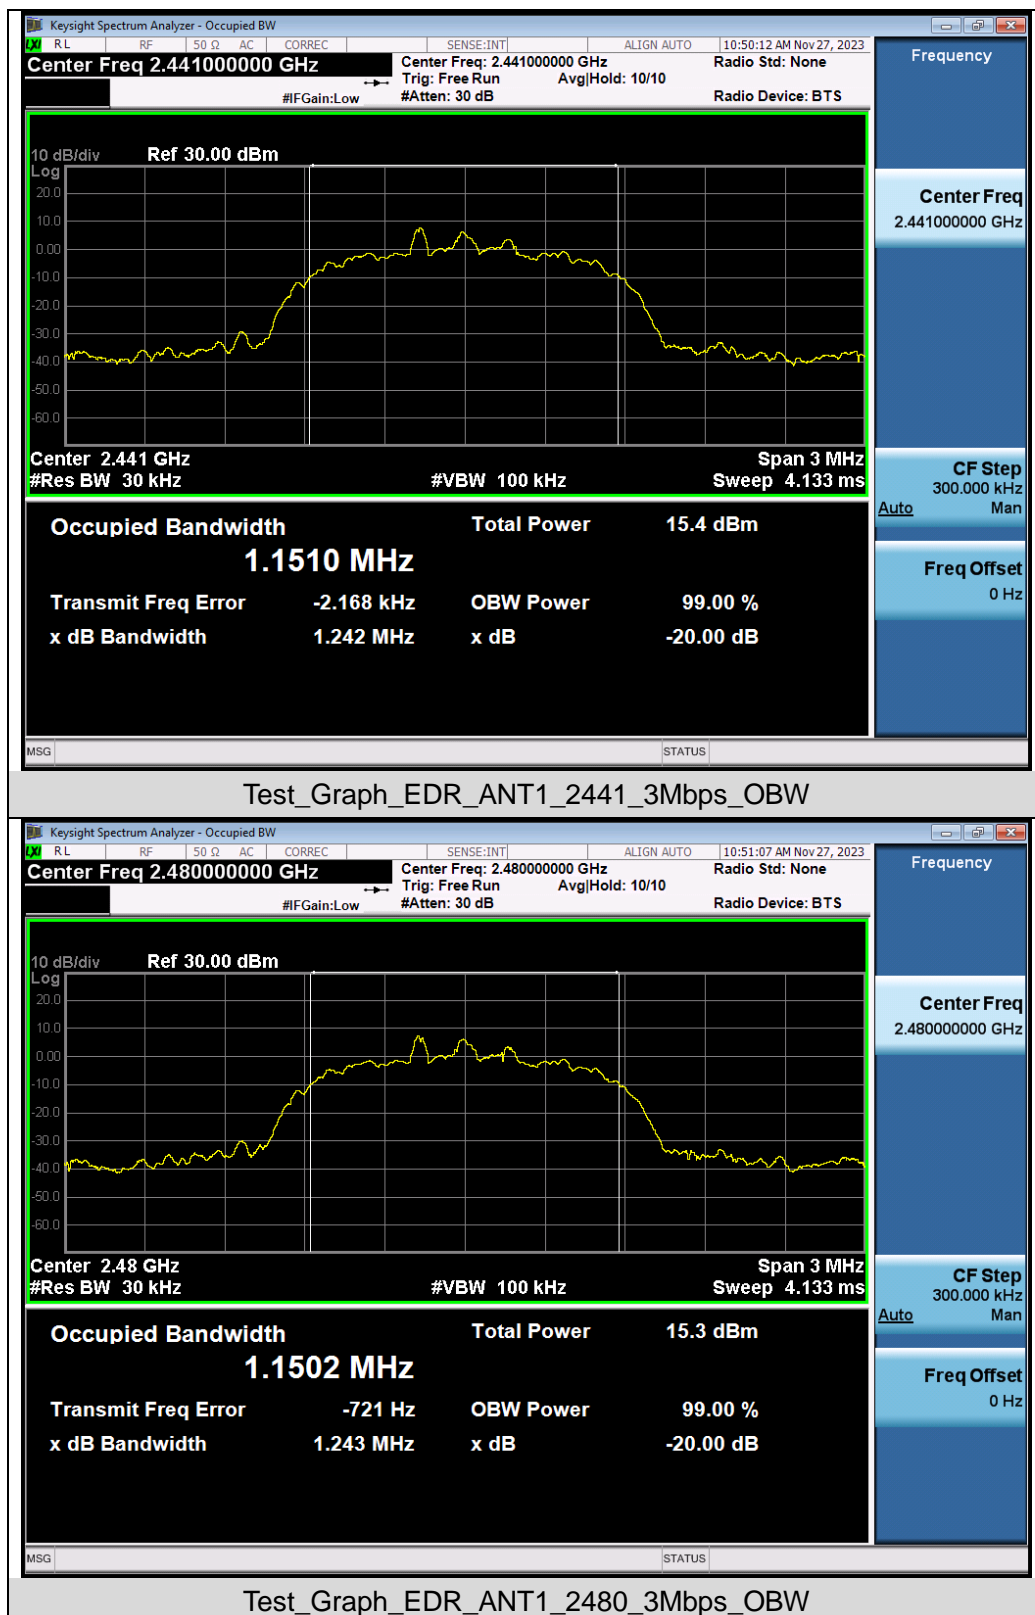 Keysight Spectrum Analyzer - Occupied BW
LXI RL RF 50 Ω AC CORREC SENSE:INT ALIGN AUTO 10:50:12 AM Nov 27, 2023
Center Freq 2.441000000 GHz
Center Freq: 2.441000000 GHz
Radio Std: None
Trig: Free Run Avg|Hold: 10/10
#IFGain:Low
#Atten: 30 dB
Radio Device: BTS
Frequency
10 dB/div Ref 30.00 dBm
Log
20.0
10.0
0.00
-10.0
-20.0
-30.0
-40.0
-50.0
-60.0
Center 2.441 GHz Span 3 MHz
#Res BW 30 kHz #VBW 100 kHz Sweep 4.133 ms
Center Freq
2.441000000 GHz
CF Step
300.000 kHz
Auto Man
Freq Offset
0 Hz
Occupied Bandwidth Total Power 15.4 dBm
1.1510 MHz
Transmit Freq Error -2.168 kHz OBW Power 99.00 %
x dB Bandwidth 1.242 MHz x dB -20.00 dB
MSG STATUS
Test_Graph_EDR_ANT1_2441_3Mbps_OBW
Keysight Spectrum Analyzer - Occupied BW
LXI RL RF 50 Ω AC CORREC SENSE:INT ALIGN AUTO 10:51:07 AM Nov 27, 2023
Center Freq 2.480000000 GHz
Center Freq: 2.480000000 GHz
Radio Std: None
Trig: Free Run Avg|Hold: 10/10
#IFGain:Low
#Atten: 30 dB
Radio Device: BTS
Frequency
10 dB/div Ref 30.00 dBm
Log
20.0
10.0
0.00
-10.0
-20.0
-30.0
-40.0
-50.0
-60.0
Center 2.48 GHz Span 3 MHz
#Res BW 30 kHz #VBW 100 kHz Sweep 4.133 ms
Center Freq
2.480000000 GHz
CF Step
300.000 kHz
Auto Man
Freq Offset
0 Hz
Occupied Bandwidth Total Power 15.3 dBm
1.1502 MHz
Transmit Freq Error -721 Hz OBW Power 99.00 %
x dB Bandwidth 1.243 MHz x dB -20.00 dB
MSG STATUS
Test_Graph_EDR_ANT1_2480_3Mbps_OBW